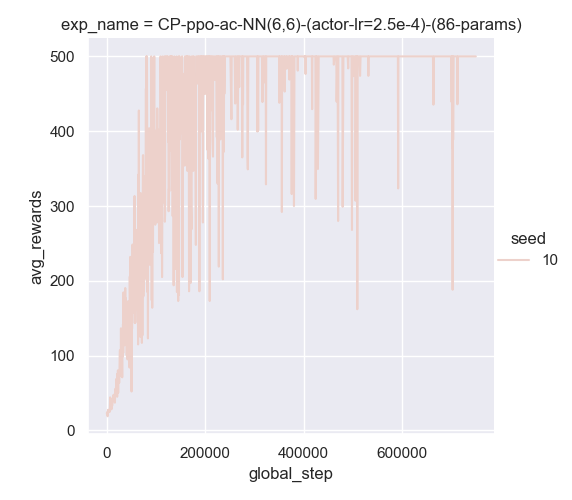 exp_name = CP-ppo-ac-NN(6,6)-(actor-lr=2.5e-4)-(86-params)
500
400
300
200
100
0
avg_rewards
0 200000 400000 600000
global_step
seed
10